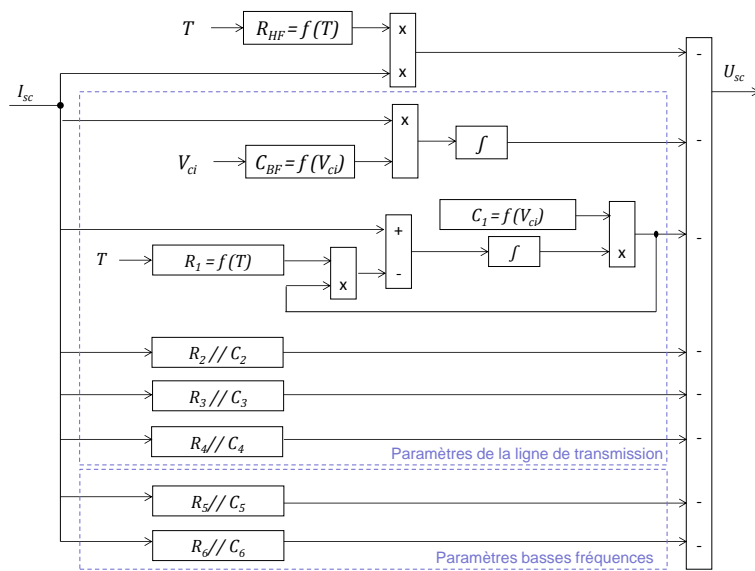 T
R_HF = f(T)
x
x
-
U_sc
I_sc
x
V_ci
C_BF = f(V_ci)
∫
-
C_1 = f(V_ci)
+
T
R_1 = f(T)
x
-
∫
x
-
R_2 // C_2
-
R_3 // C_3
-
R_4 // C_4
-
Paramètres de la ligne de transmission
R_5 // C_5
-
R_6 // C_6
-
Paramètres basses fréquences